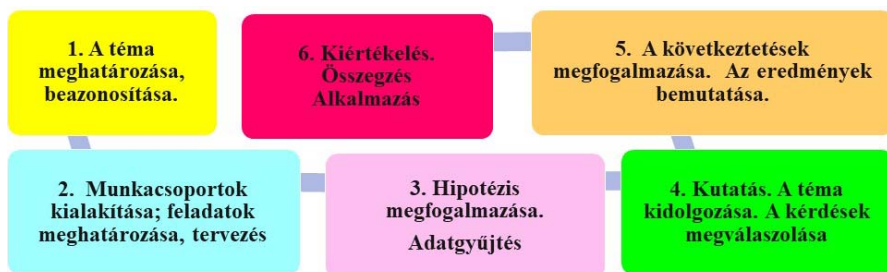 1. A téma
meghatározása,
beazonosítása.
2. Munkacsoportok
kialakítása; feladatok
meghatározása, tervezés
3. Hipotézis
megfogalmazása.
Adatgyűjtés
4. Kutatás. A téma
kidolgozása. A kérdések
megválaszolása
5. A következtetések
megfogalmazása. Az eredmények
bemutatása.
6. Kiértékelés.
Összegzés
Alkalmazás